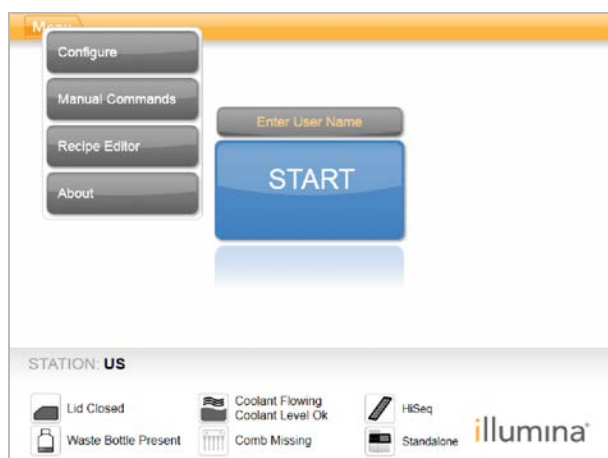 Menu
Configure
Manual Commands
Recipe Editor
About
Enter User Name
START
STATION: US
Lid Closed
Coolant Flowing
Coolant Level Ok
HiSeq
Waste Bottle Present
Comb Missing
Standalone
illumina